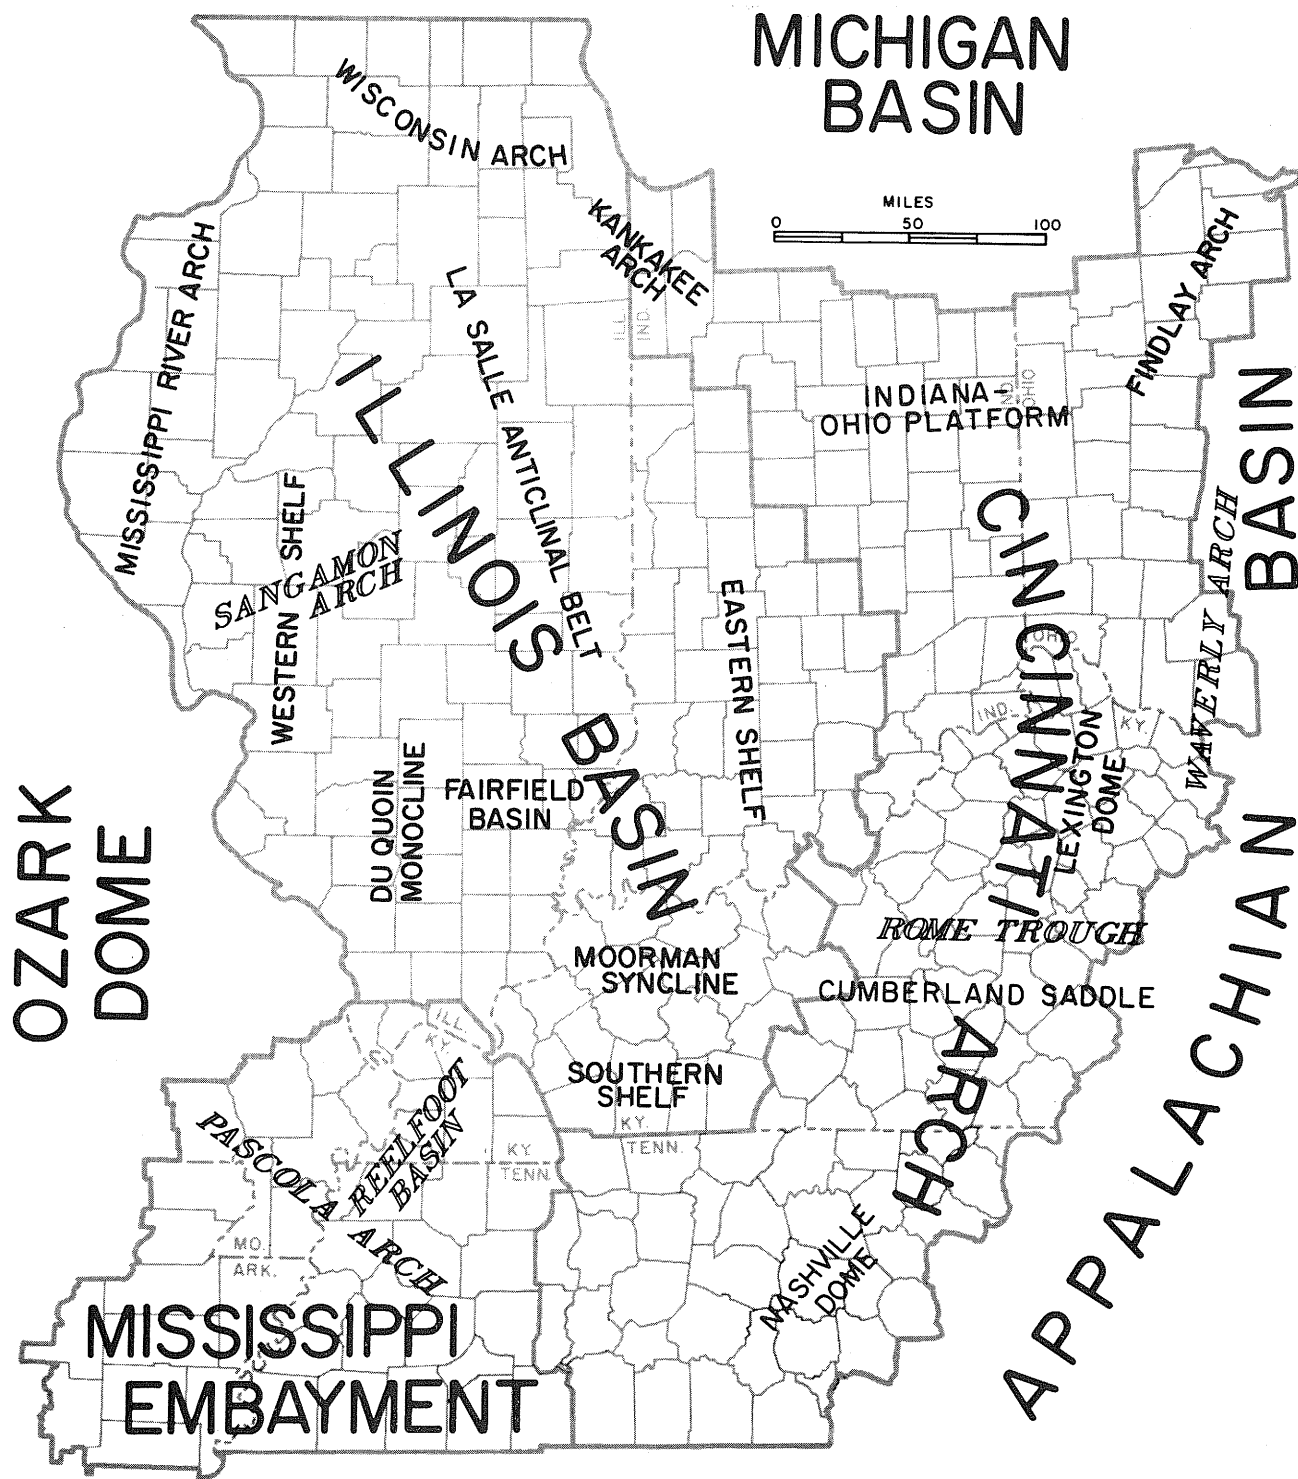 MICHIGAN
BASIN
WISCONSIN ARCH
MILES
0 50 100
KANKAKEE
ARCH
MISSISSIPPI RIVER ARCH
FINDLAY ARCH
LA SALLE ANTICLINAL BELT
ILL.
IND.
INDIANA-
OHIO PLATFORM
IND.
OHIO
ILLINOIS BASIN
WESTERN SHELF
SANGAMON
ARCH
EASTERN SHELF
CINCINNATI ARCH
WAVERLY ARCH
APPALACHIAN BASIN
OHIO
IND.
KY.
LEXINGTON
DOME
OZARK
DOME
DU QUOIN
MONOCLINE
FAIRFIELD
BASIN
ROME TROUGH
MOORMAN
SYNCLINE
CUMBERLAND SADDLE
ILL.
KY.
SOUTHERN
SHELF
KY.
TENN.
REELFOOT
BASIN
PASCOLA ARCH
KY.
TENN.
NASHVILLE
DOME
MO.
ARK.
MISSISSIPPI
EMBAYMENT